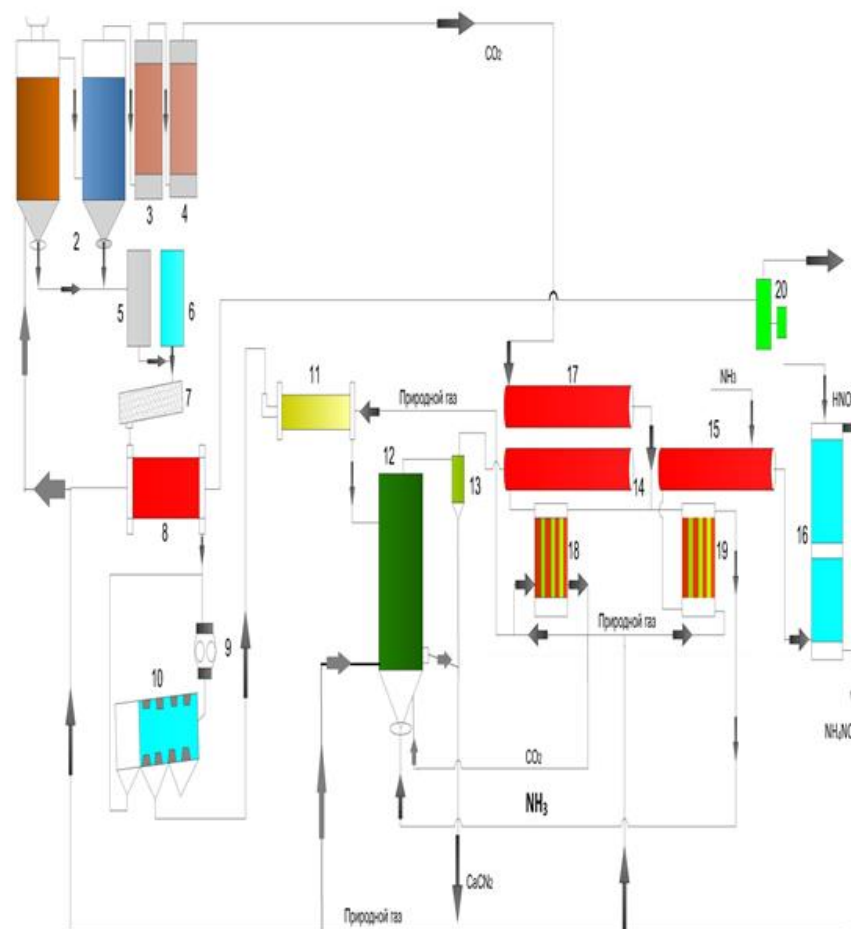 CO₂
2
3
4
5
6
20
7
11
17
Природной газ
NH₃
HNO
12
15
13
14
8
16
18
19
Природной газ
9
10
CO₂
NH₄NO
NH₃
CaCN₂
Природной газ